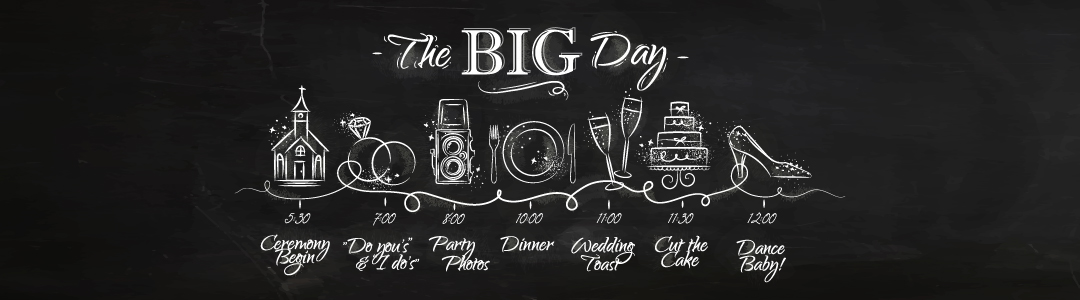 - The BIG Day -
5:30
7:00
8:00
10:00
11:00
11:30
12:00
Ceremony
Begin
"Do you's"
& "I do's"
Party
Photos
Dinner
Wedding
Toast
Cut the
Cake
Dance
Baby!